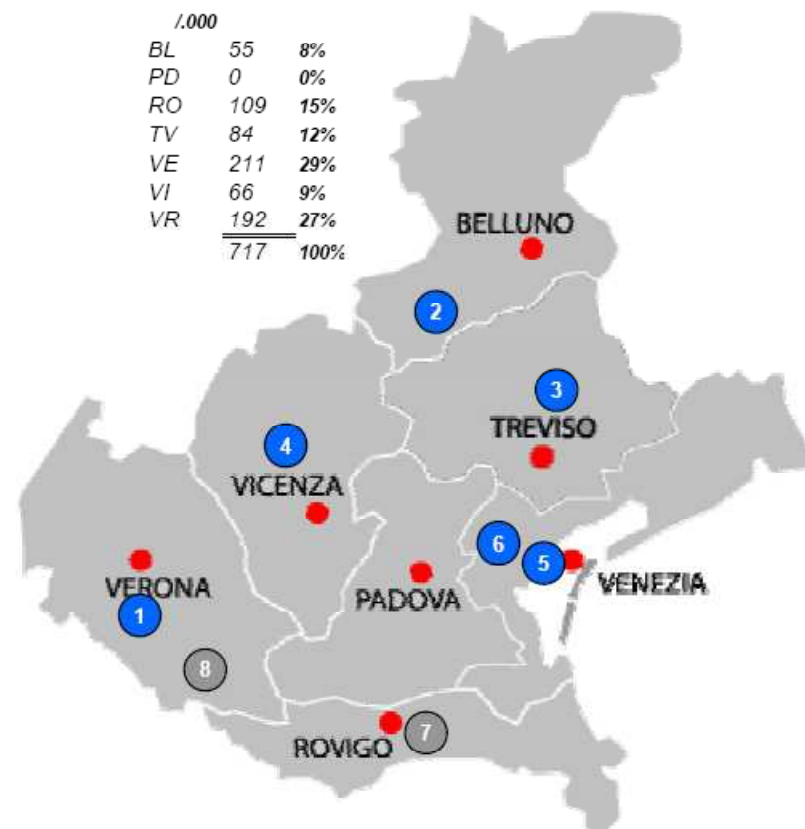 /.000
BL 55 8%
PD 0 0%
RO 109 15%
TV 84 12%
VE 211 29%
VI 66 9%
VR 192 27%
717 100%
BELLUNO
2
3
TREVISO
4
VICENZA
6
5
VENEZIA
VERONA
PADOVA
1
8
ROVIGO
7